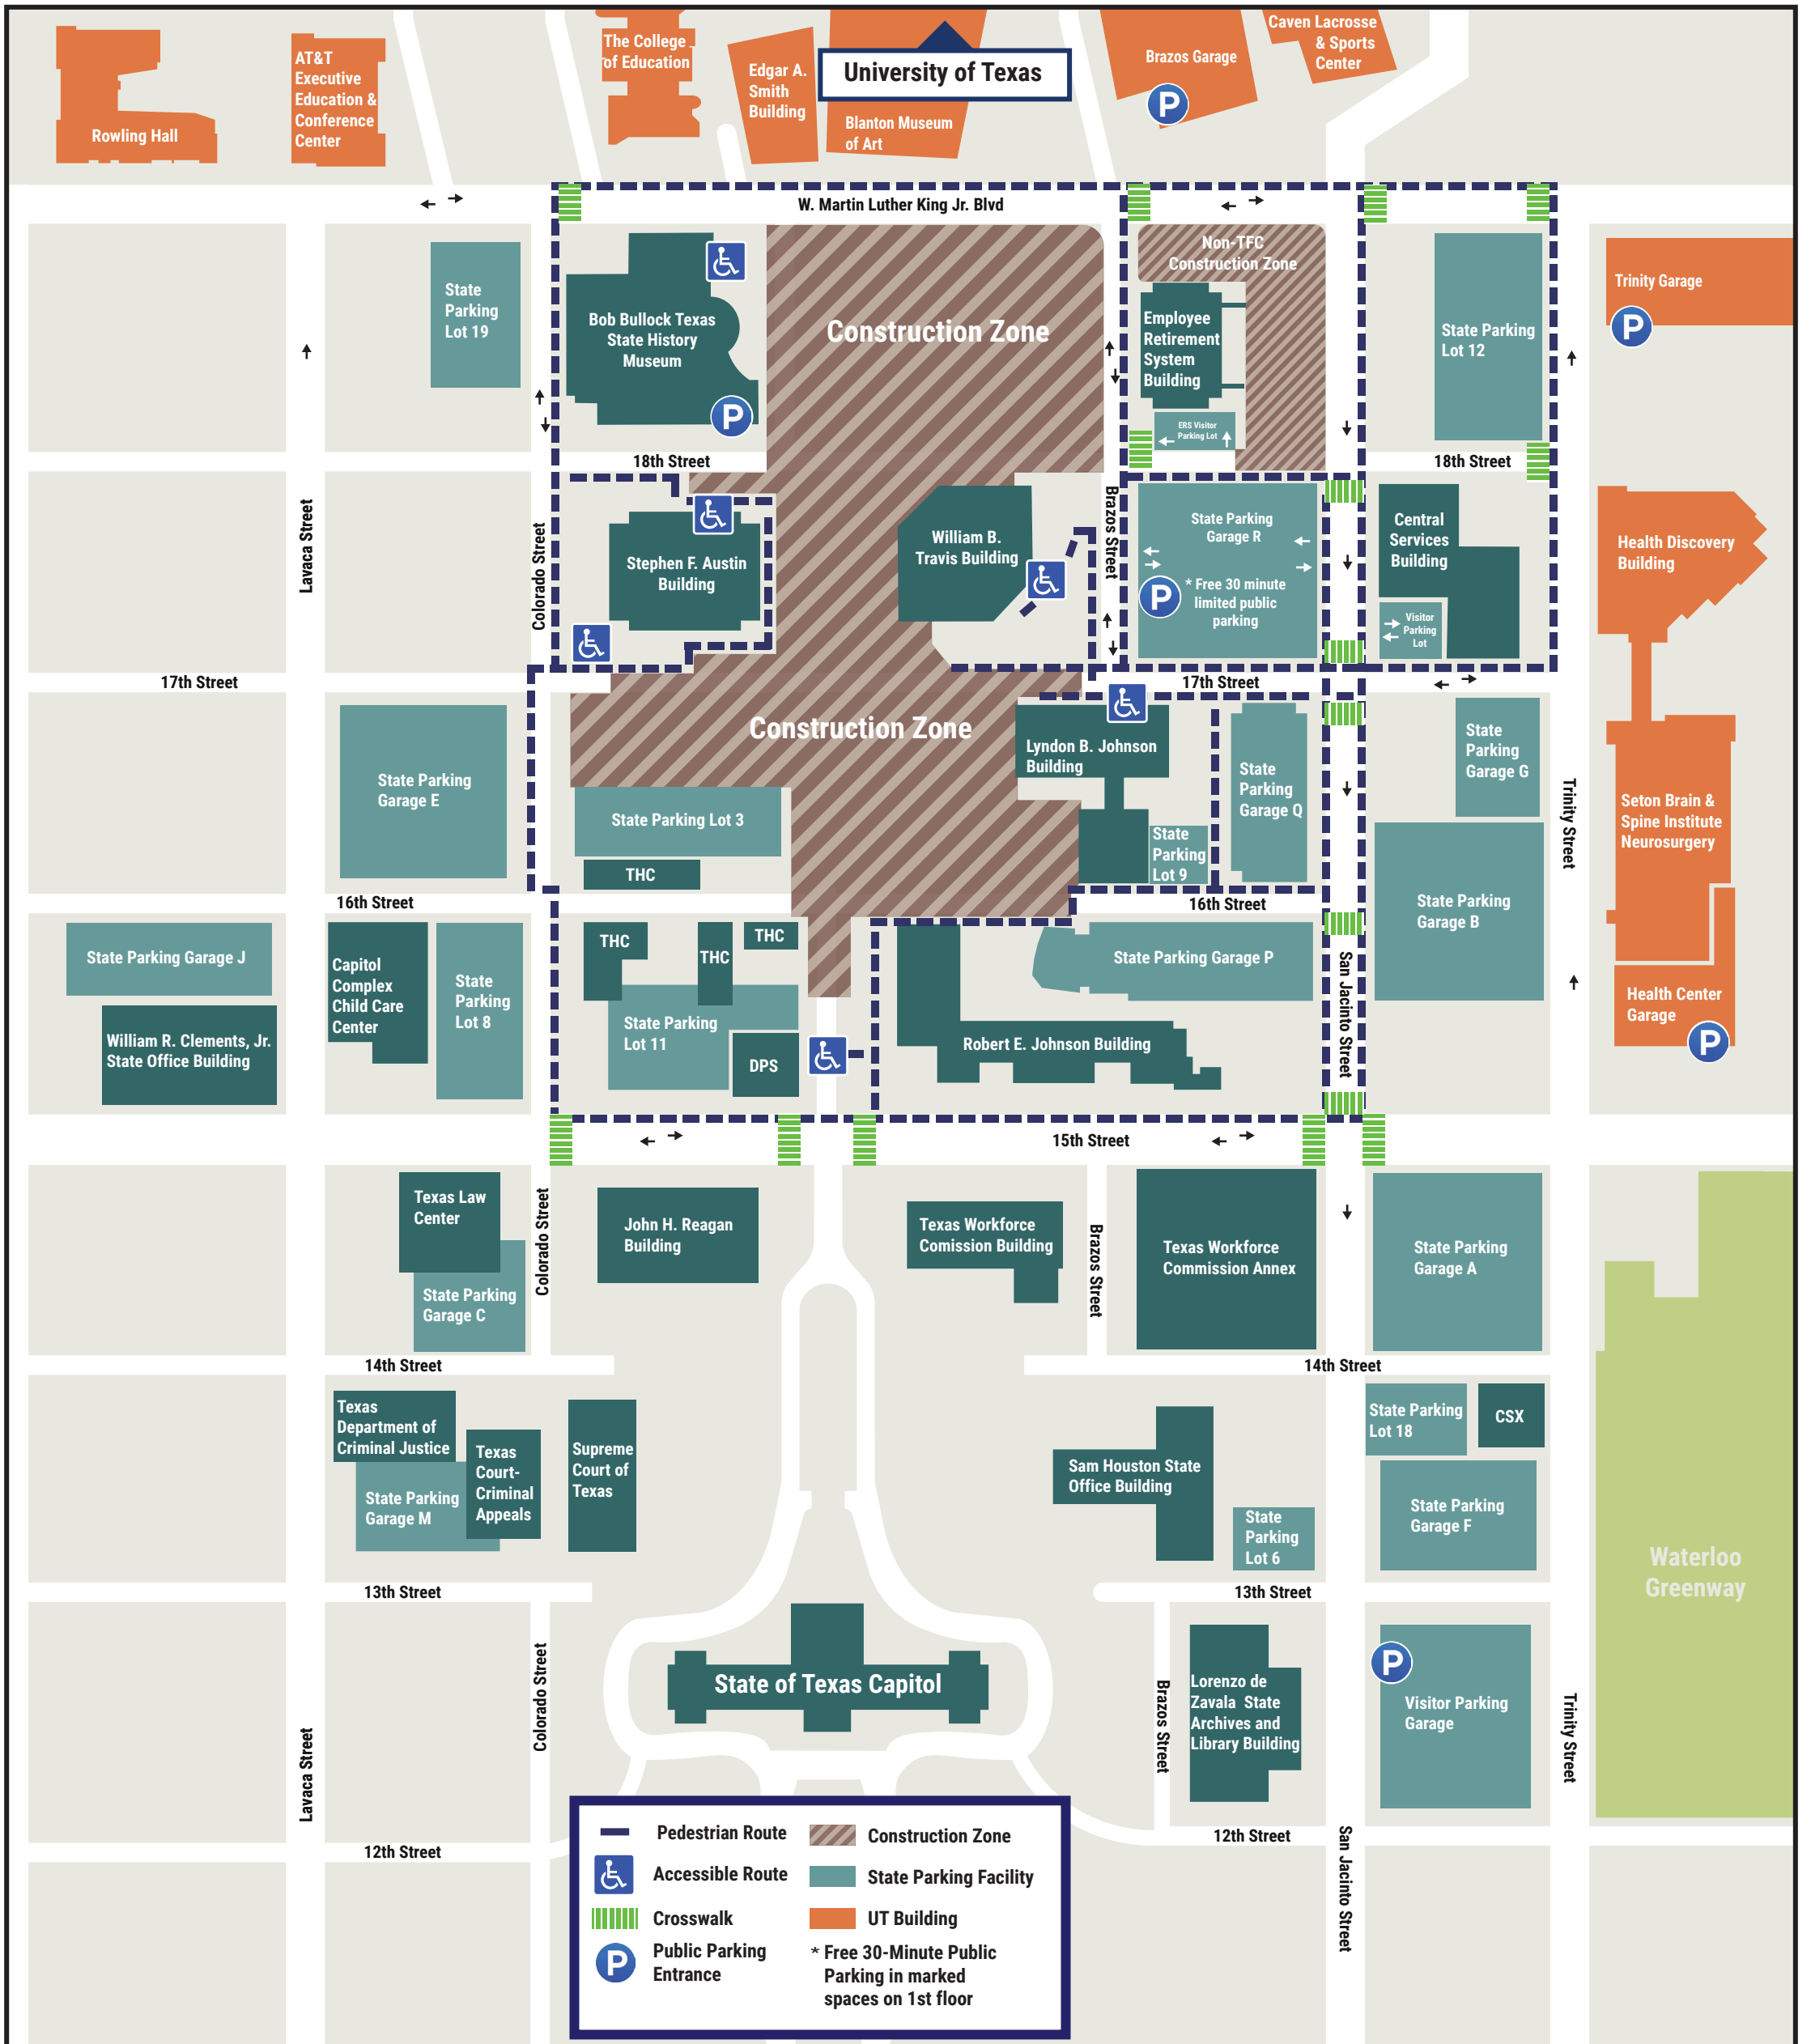 Rowling Hall
AT&T
Executive
Education &
Conference
Center
The College
of Education
Edgar A.
Smith
Building
University of Texas
Blanton Museum
of Art
Brazos Garage
P
Caven Lacrosse
& Sports
Center
W. Martin Luther King Jr. Blvd
State
Parking
Lot 19
Bob Bullock Texas
State History
Museum
P
Construction Zone
Non-TFC
Construction Zone
Employee
Retirement
System
Building
ERS Visitor
Parking Lot
State Parking
Lot 12
Trinity Garage
P
18th Street
18th Street
Lavaca Street
Colorado Street
Stephen F. Austin
Building
William B.
Travis Building
Brazos Street
State Parking
Garage R
P
* Free 30 minute
limited public
parking
Central
Services
Building
Visitor
Parking
Lot
Health Discovery
Building
17th Street
17th Street
State Parking
Garage E
Construction Zone
State Parking Lot 3
THC
Lyndon B. Johnson
Building
State
Parking
Lot 9
State
Parking
Garage Q
State
Parking
Garage G
State Parking
Garage B
Trinity Street
Seton Brain &
Spine Institute
Neurosurgery
16th Street
16th Street
State Parking Garage J
William R. Clements, Jr.
State Office Building
Capitol
Complex
Child Care
Center
State
Parking
Lot 8
THC
THC
THC
State Parking
Lot 11
DPS
State Parking Garage P
Robert E. Johnson Building
San Jacinto Street
Health Center
Garage
P
15th Street
Texas Law
Center
State Parking
Garage C
Colorado Street
John H. Reagan
Building
Texas Workforce
Comission Building
Brazos Street
Texas Workforce
Commission Annex
State Parking
Garage A
14th Street
14th Street
Texas
Department of
Criminal Justice
State Parking
Garage M
Texas
Court-
Criminal
Appeals
Supreme
Court of
Texas
Sam Houston State
Office Building
State
Parking
Lot 6
State Parking
Lot 18
CSX
State Parking
Garage F
Waterloo
Greenway
13th Street
13th Street
Lavaca Street
Colorado Street
State of Texas Capitol
Brazos Street
Lorenzo de
Zavala State
Archives and
Library Building
P
Visitor Parking
Garage
Trinity Street
12th Street
12th Street
San Jacinto Street
Pedestrian Route
Accessible Route
Crosswalk
P
Public Parking
Entrance
Construction Zone
State Parking Facility
UT Building
* Free 30-Minute Public
Parking in marked
spaces on 1st floor